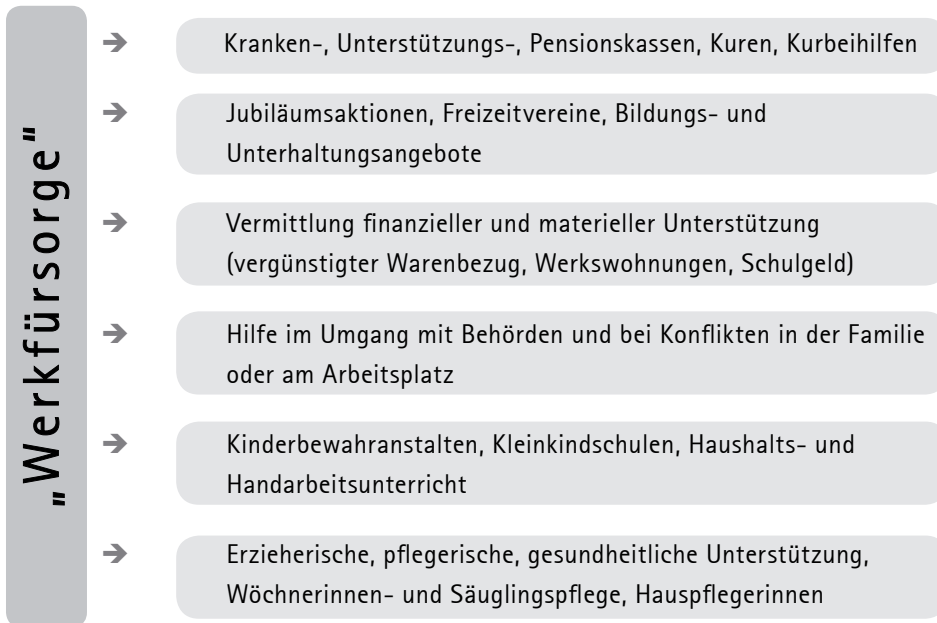 „Werkfürsorge"
Kranken-, Unterstützungs-, Pensionskassen, Kuren, Kurbeihilfen
Jubiläumsaktionen, Freizeitvereine, Bildungs- und
Unterhaltungsangebote
Vermittlung finanzieller und materieller Unterstützung
(vergünstigter Warenbezug, Werkswohnungen, Schulgeld)
Hilfe im Umgang mit Behörden und bei Konflikten in der Familie
oder am Arbeitsplatz
Kinderbewahranstalten, Kleinkindschulen, Haushalts- und
Handarbeitsunterricht
Erzieherische, pflegerische, gesundheitliche Unterstützung,
Wöchnerinnen- und Säuglingspflege, Hauspflegerinnen